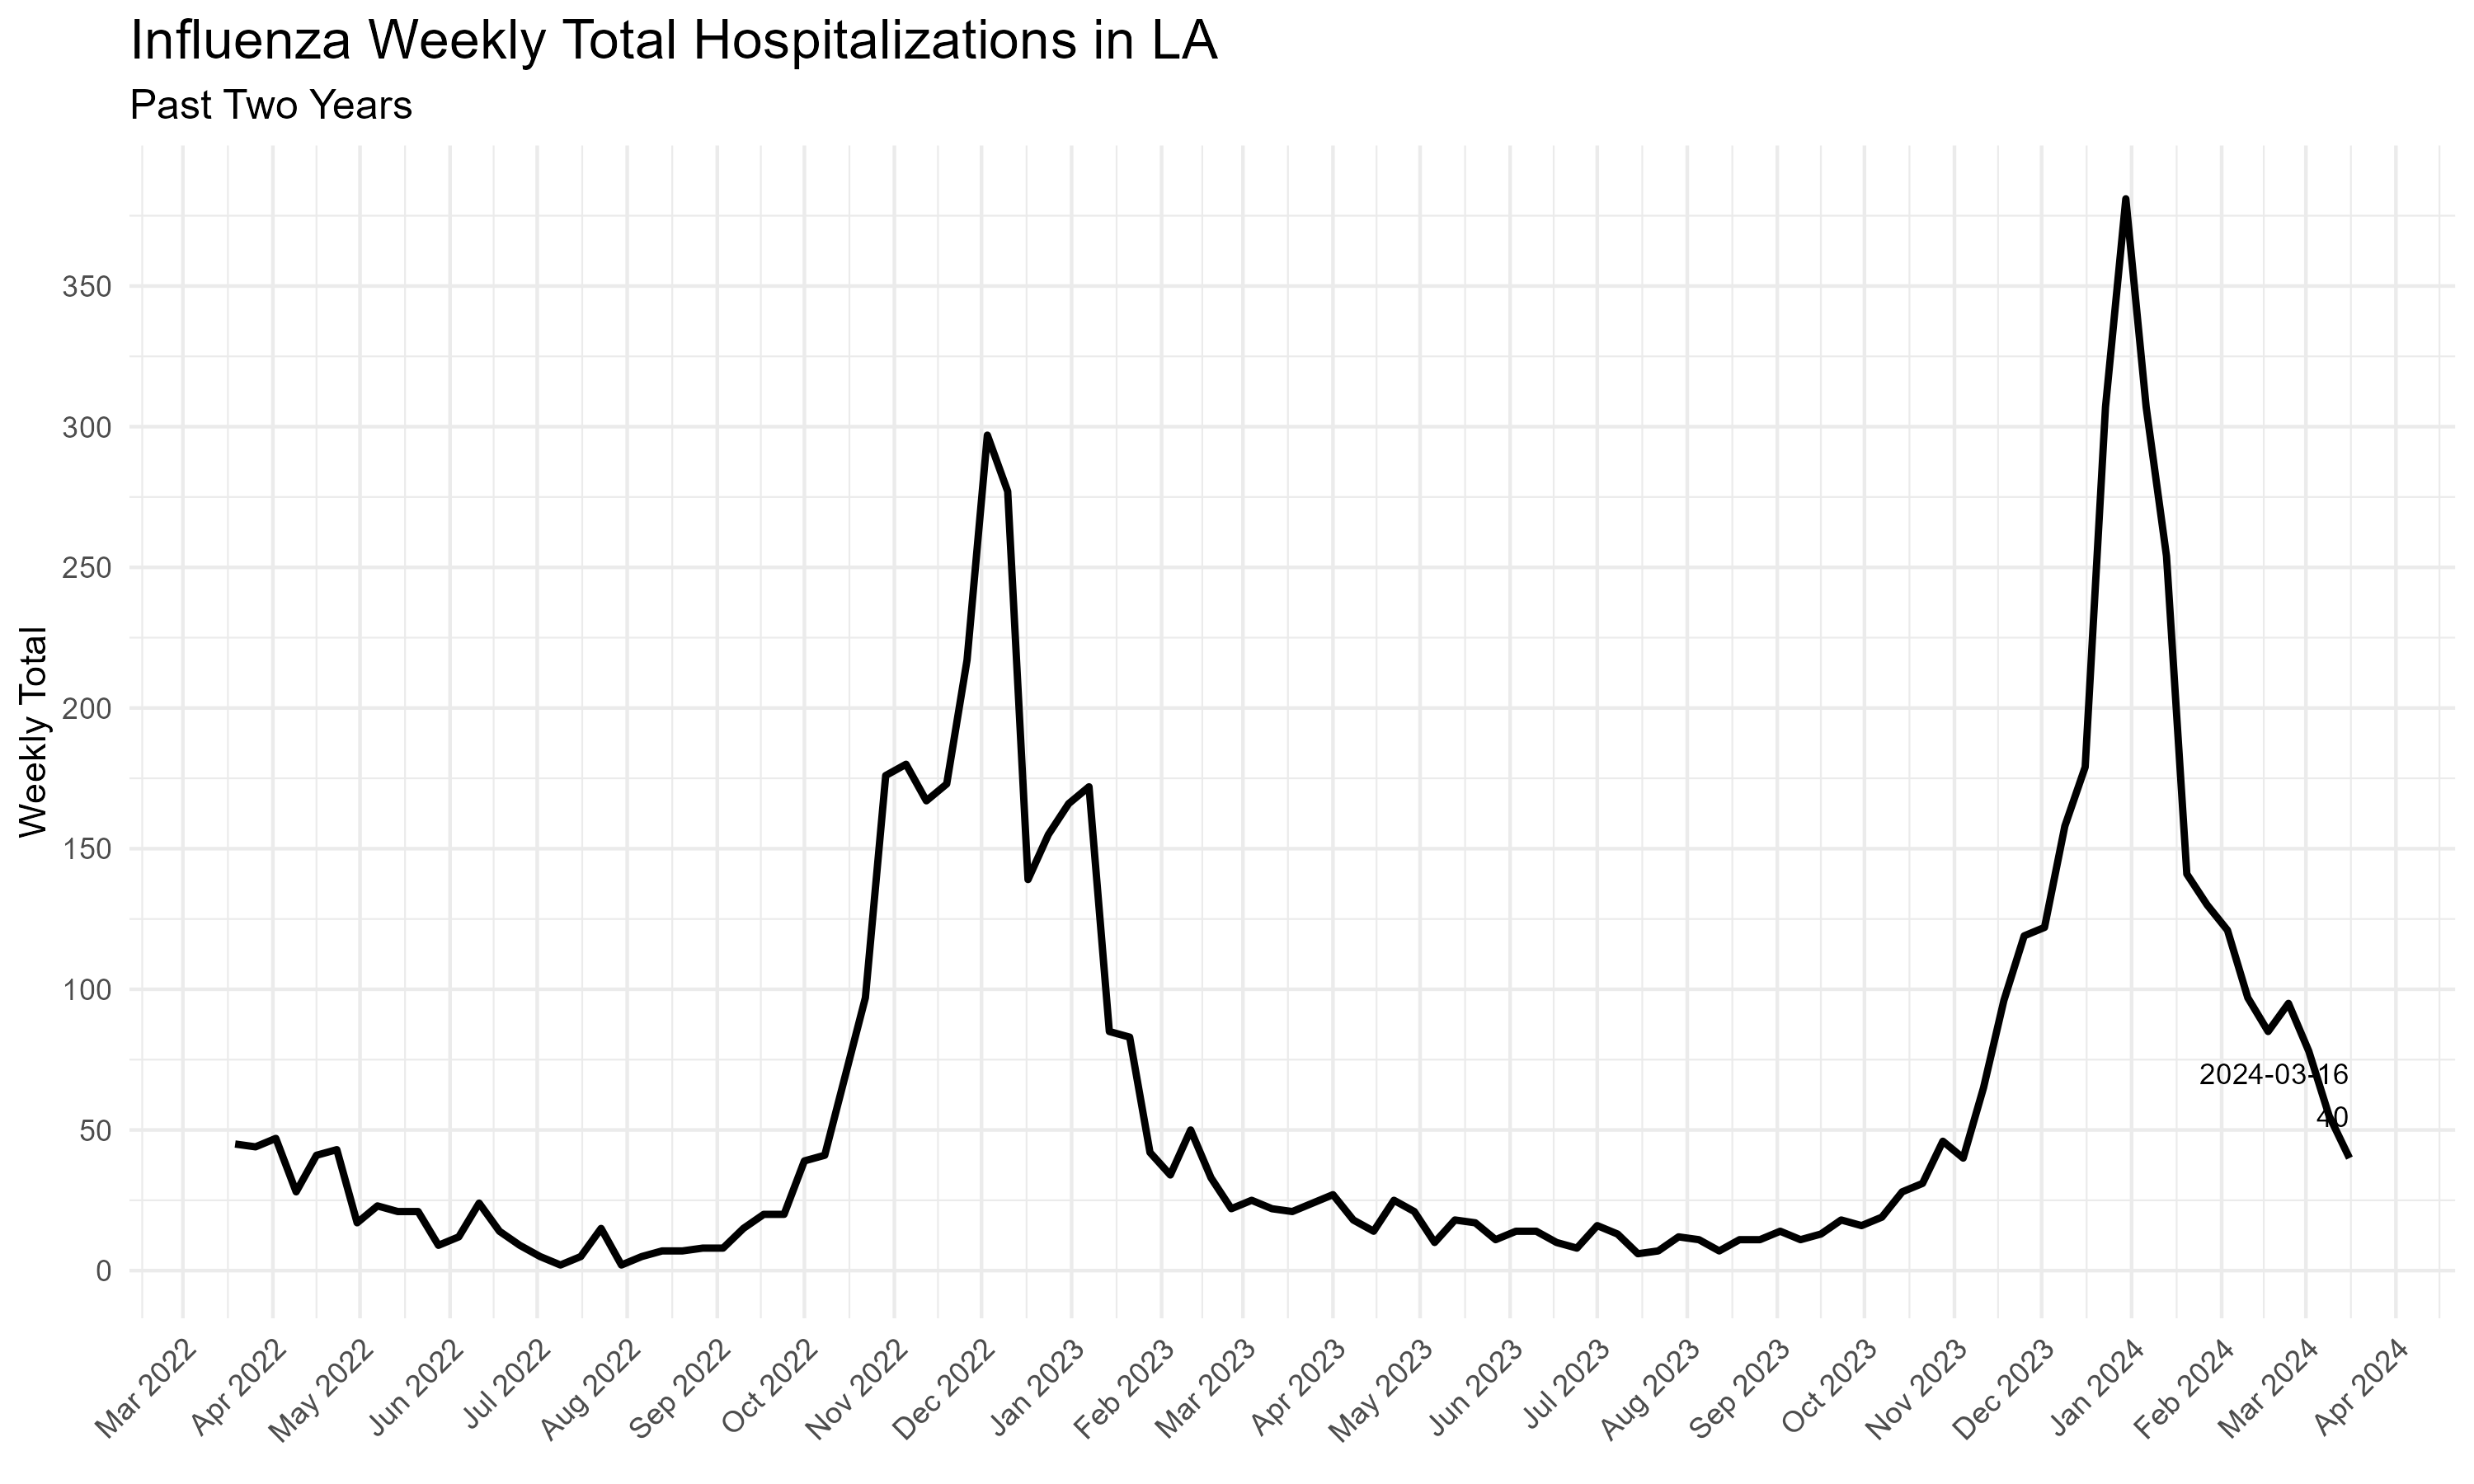 Influenza Weekly Total Hospitalizations in LA
Past Two Years
Weekly Total
350
300
250
200
150
100
50
0
2024-03-16
40
Mar 2022
Apr 2022
May 2022
Jun 2022
Jul 2022
Aug 2022
Sep 2022
Oct 2022
Nov 2022
Dec 2022
Jan 2023
Feb 2023
Mar 2023
Apr 2023
May 2023
Jun 2023
Jul 2023
Aug 2023
Sep 2023
Oct 2023
Nov 2023
Dec 2023
Jan 2024
Feb 2024
Mar 2024
Apr 2024